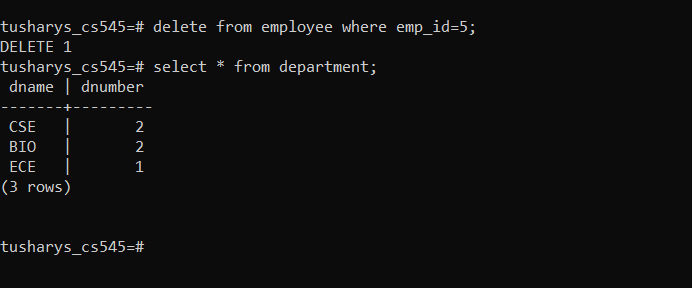 tusharys_cs545=# delete from employee where emp_id=5;
DELETE 1
tusharys_cs545=# select * from department;
 dname | dnumber
-------+---------
 CSE   |       2
 BIO   |       2
 ECE   |       1
(3 rows)
tusharys_cs545=#